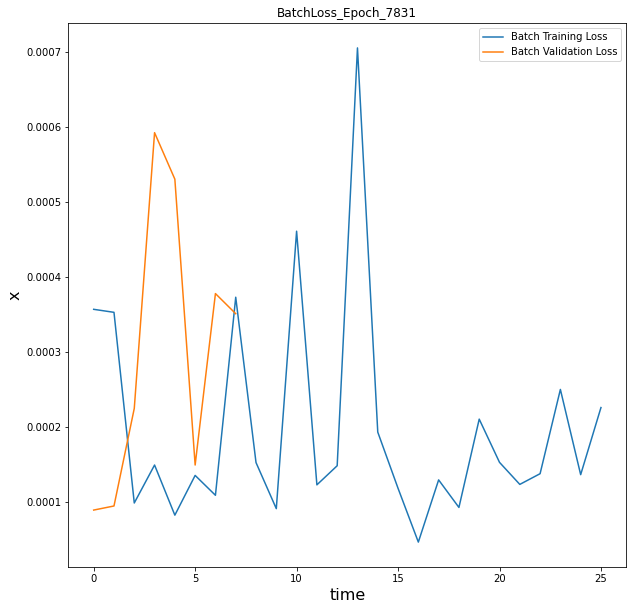 BatchLoss_Epoch_7831
Batch Training Loss
Batch Validation Loss
0.0007
0.0006
0.0005
0.0004
0.0003
0.0002
0.0001
x
0 5 10 15 20 25
time